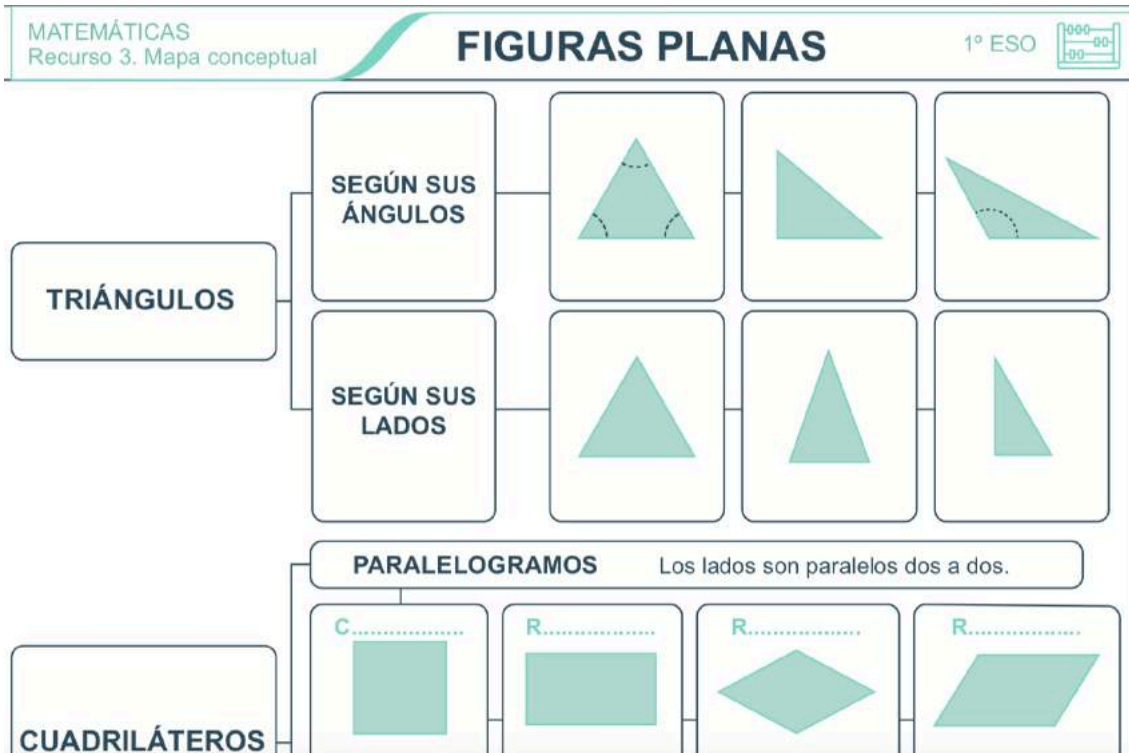 MATEMÁTICAS
Recurso 3. Mapa conceptual
FIGURAS PLANAS
1º ESO
TRIÁNGULOS
SEGÚN SUS
ÁNGULOS
SEGÚN SUS
LADOS
CUADRILÁTEROS
PARALELOGRAMOS
Los lados son paralelos dos a dos.
C..................
R..................
R..................
R..................